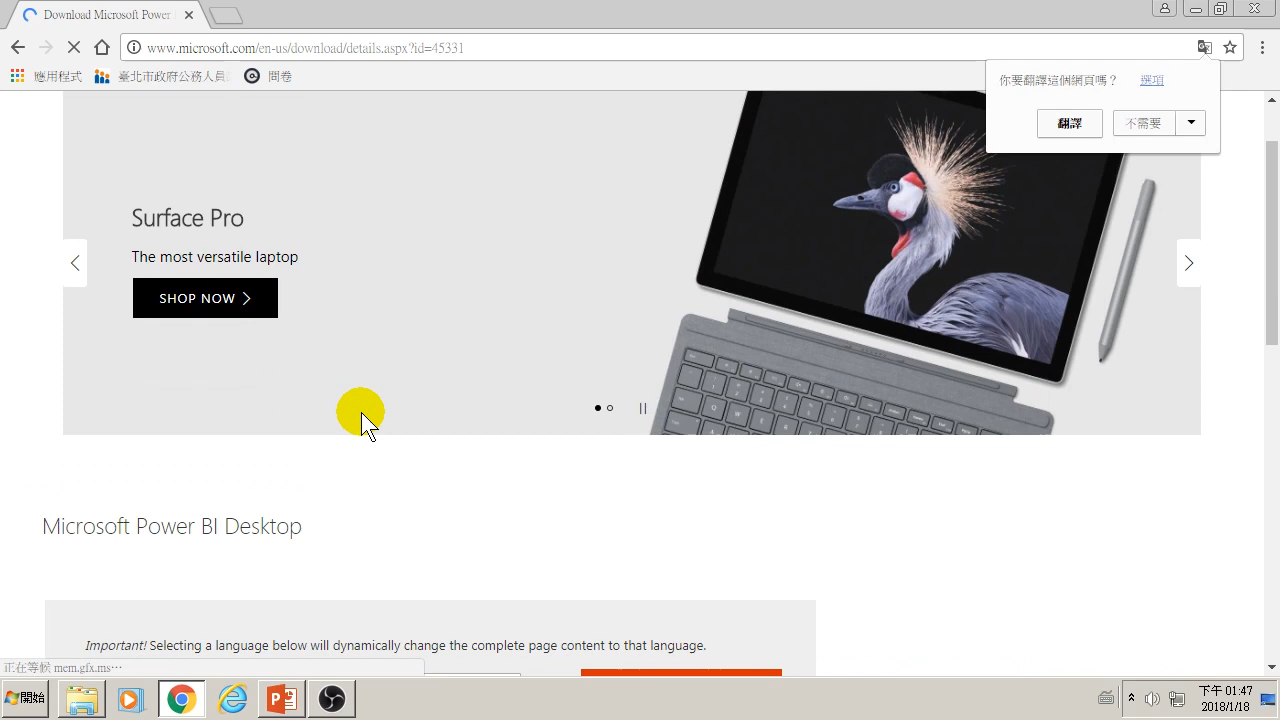 Download Microsoft Power
www.microsoft.com/en-us/download/details.aspx?id=45331
應用程式
臺北市政府公務人員
問卷
你要翻譯這個網頁嗎？
選項
翻譯
不需要
Surface Pro
The most versatile laptop
SHOP NOW
Microsoft Power BI Desktop
Important! Selecting a language below will dynamically change the complete page content to that language.
正在等候 mem.gfx.ms…
開始
下午 01:47
2018/1/18